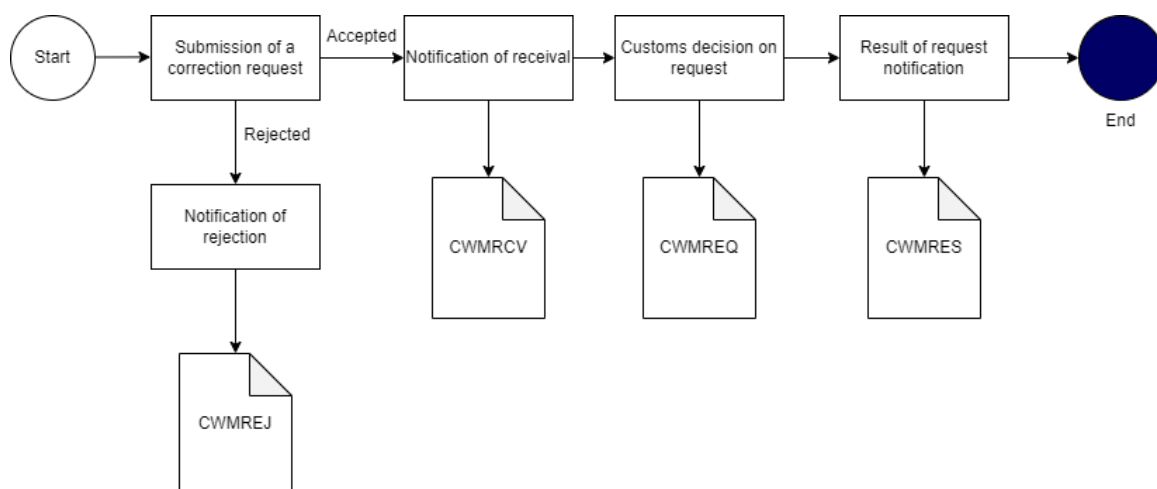 Start
Submission of a
correction request
Accepted
Notification of receival
Customs decision on
request
Result of request
notification
End
Rejected
Notification of
rejection
CWMRCV
CWMREQ
CWMRES
CWMREJ